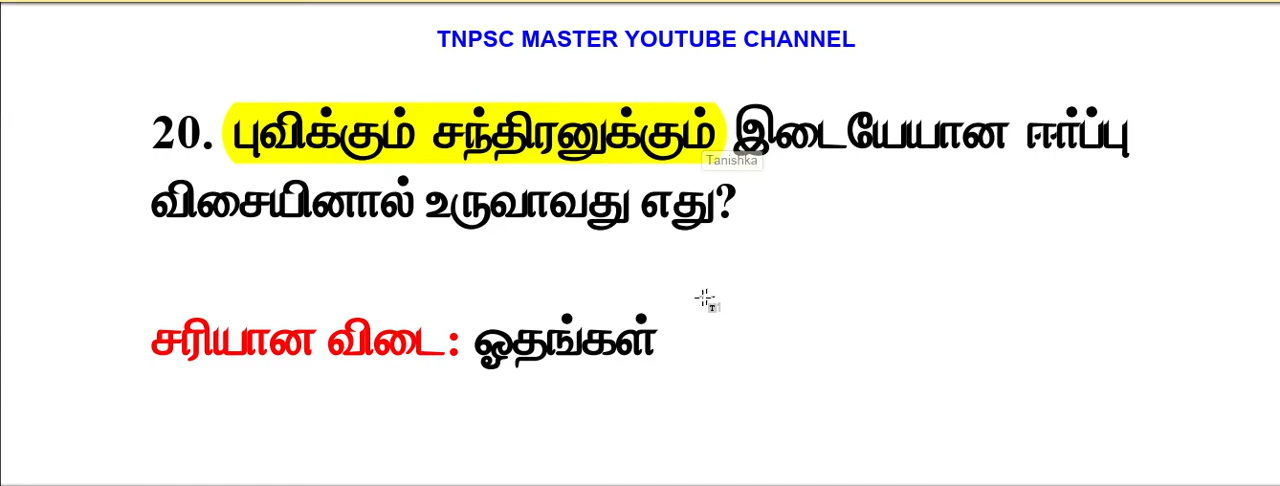 TNPSC MASTER YOUTUBE CHANNEL
20. புவிக்கும் சந்திரனுக்கும் இடையேயான ஈர்ப்பு
Tanishka
விசையினால் உருவாவது எது?
சரியான விடை: ஓதங்கள்